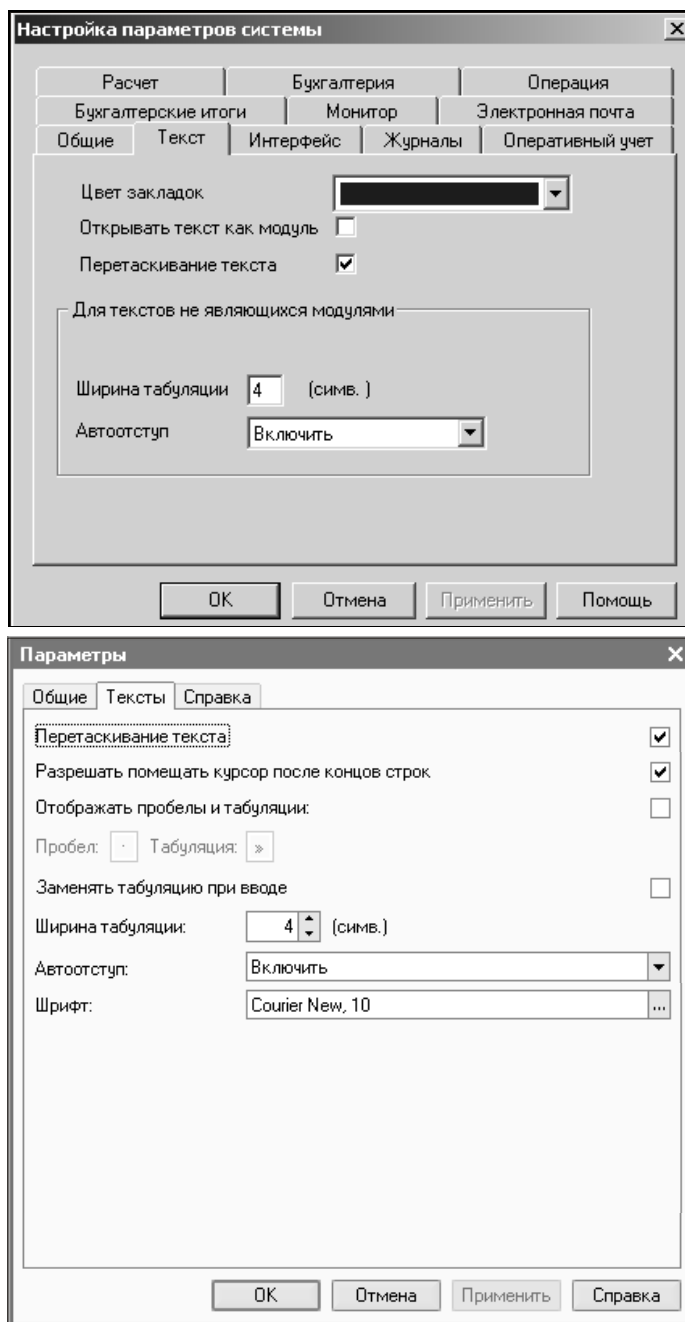 Настройка параметров системы
Расчет Бухгалтерия Операция
Бухгалтерские итоги Монитор Электронная почта
Общие Текст Интерфейс Журналы Оперативный учет
Цвет закладок
Открывать текст как модуль
Перетаскивание текста
Для текстов не являющихся модулями
Ширина табуляции 4 (симв. )
Автоотступ Включить
OK Отмена Применить Помощь
Параметры
Общие Тексты Справка
Перетаскивание текста
Разрешать помещать курсор после концов строк
Отображать пробелы и табуляции:
Пробел: · Табуляция: »
Заменять табуляцию при вводе
Ширина табуляции: 4 (симв.)
Автоотступ: Включить
Шрифт: Courier New, 10 ...
OK Отмена Применить Справка